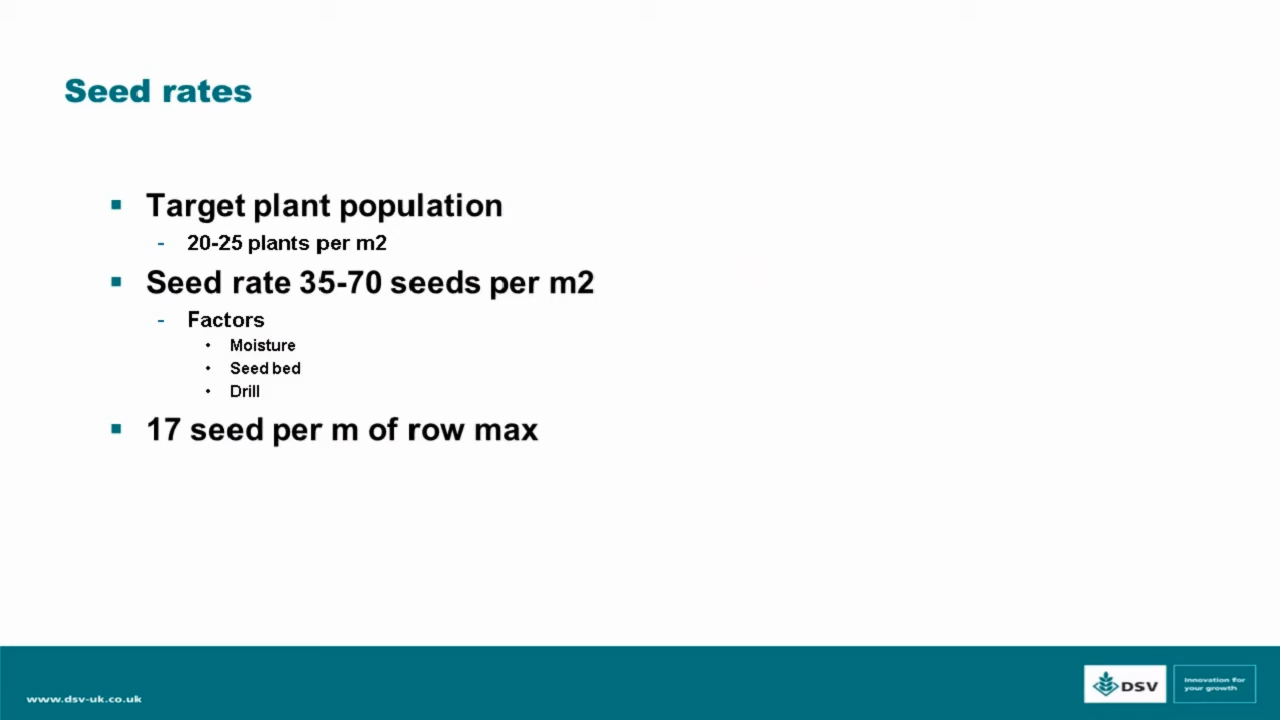 Seed rates
▪ Target plant population
- 20-25 plants per m2
▪ Seed rate 35-70 seeds per m2
- Factors
• Moisture
• Seed bed
• Drill
▪ 17 seed per m of row max
www.dsv-uk.co.uk
DSV
Innovation for
your growth